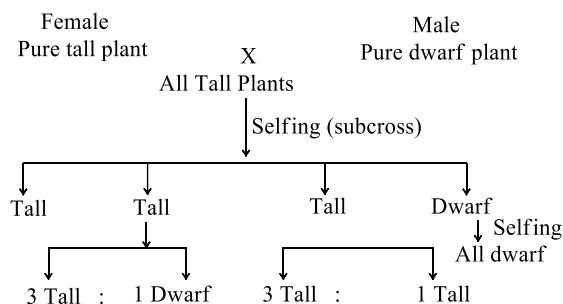 Female
Pure tall plant
Male
Pure dwarf plant
X
All Tall Plants
Selfing (subcross)
Tall
Tall
Tall
Dwarf
Selfing
All dwarf
3 Tall : 1 Dwarf
3 Tall : 1 Tall